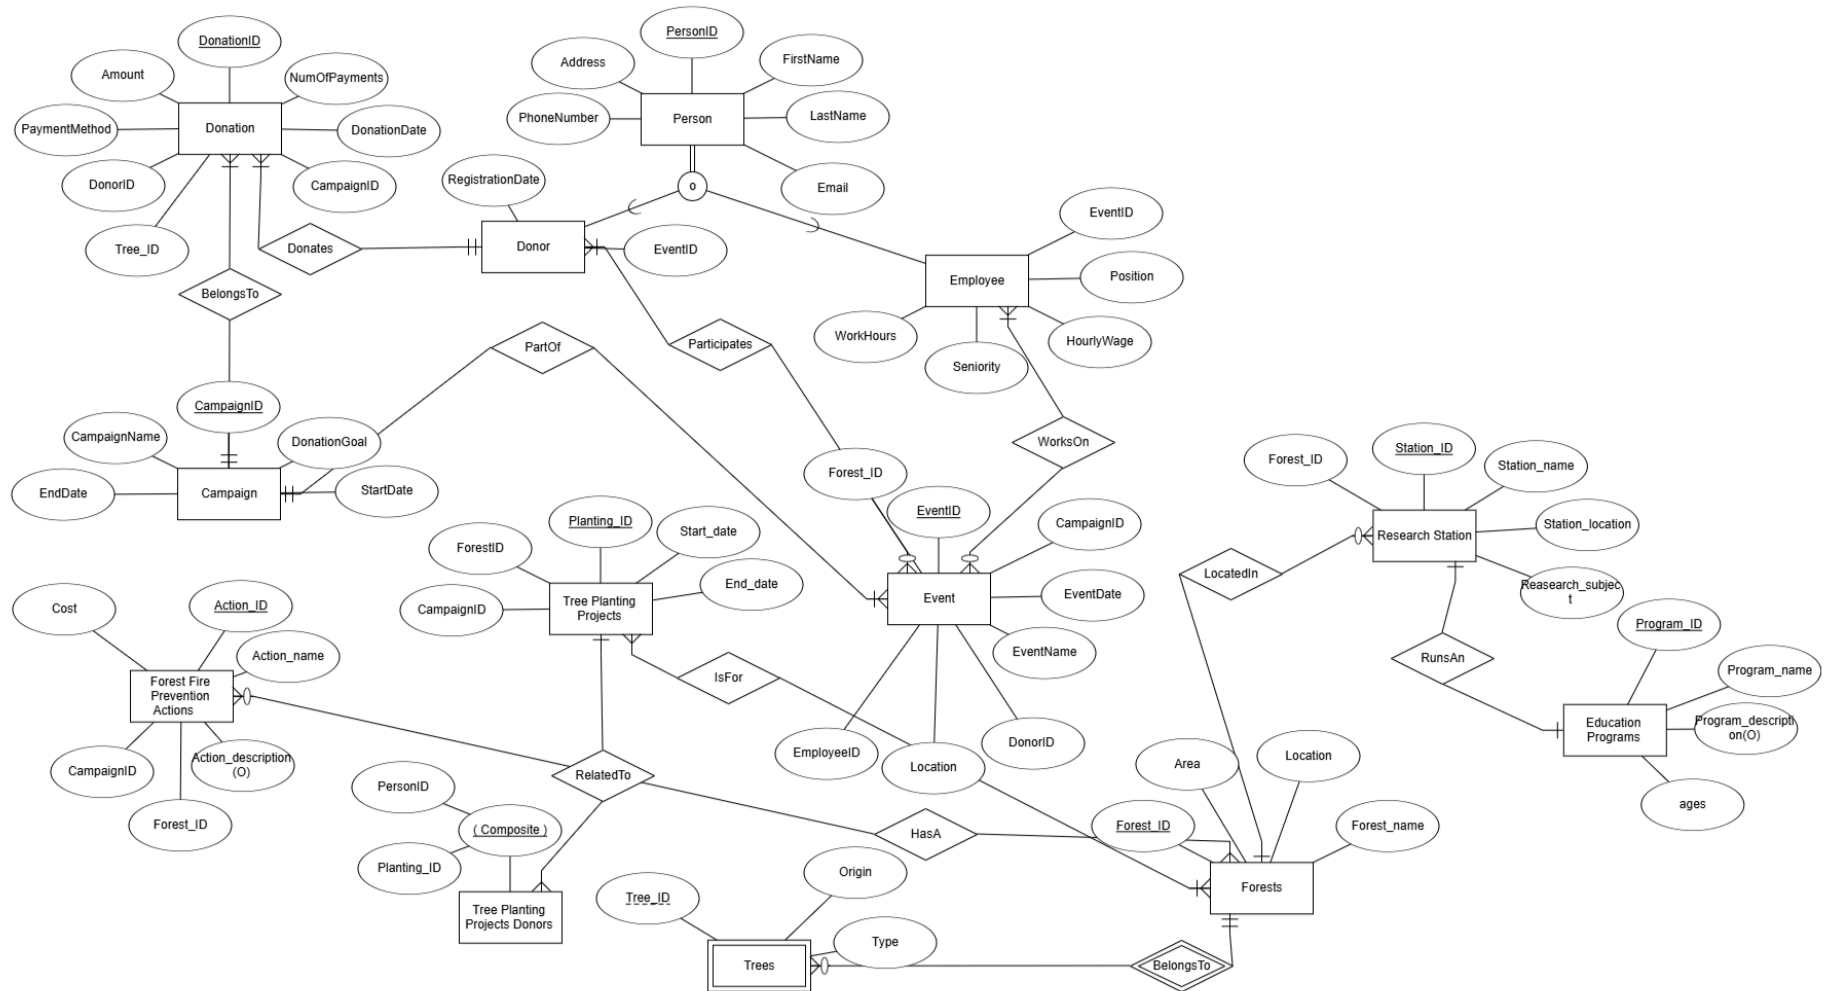 DonationID
Amount
NumOfPayments
PaymentMethod
Donation
DonationDate
DonorID
CampaignID
Tree_ID
Donates
BelongsTo
PersonID
Address
FirstName
PhoneNumber
Person
LastName
Email
o
RegistrationDate
Donor
EventID
EventID
Employee
Position
WorkHours
HourlyWage
Seniority
PartOf
Participates
WorksOn
CampaignID
CampaignName
DonationGoal
EndDate
Campaign
StartDate
Forest_ID
EventID
CampaignID
Event
EventDate
EventName
EmployeeID
Location
DonorID
Planting_ID
ForestID
Start_date
End_date
CampaignID
Tree Planting
Projects
IsFor
Cost
Action_ID
Action_name
Forest Fire
Prevention
Actions
CampaignID
Action_description
(O)
Forest_ID
RelatedTo
PersonID
( Composite )
Planting_ID
Tree Planting
Projects Donors
HasA
Tree_ID
Origin
Type
Trees
BelongsTo
Forest_ID
Station_ID
Station_name
Station_location
Research Station
Reasearch_subjec
t
LocatedIn
RunsAn
Program_ID
Program_name
Program_descripti
on(O)
Education
Programs
ages
Area
Location
Forest_ID
Forest_name
Forests